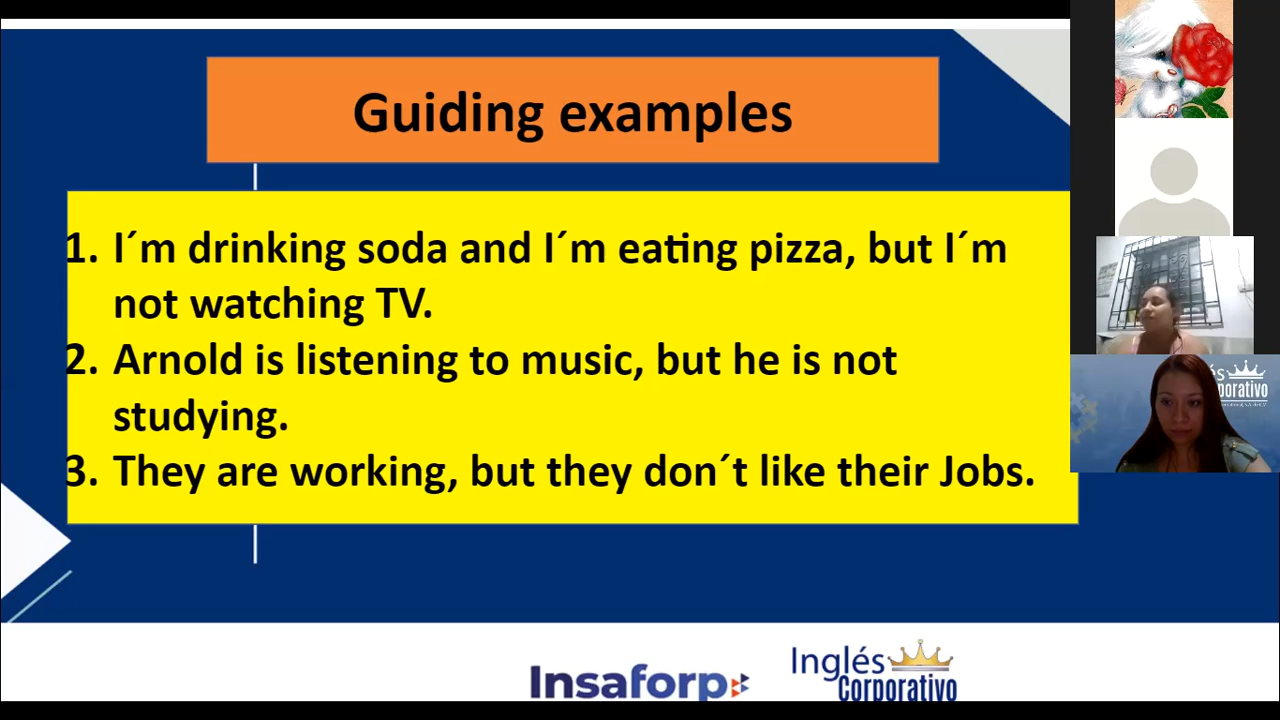 Guiding examples
1. I´m drinking soda and I´m eating pizza, but I´m
not watching TV.
2. Arnold is listening to music, but he is not
studying.
3. They are working, but they don´t like their Jobs.
Insaforp
Inglés
Corporativo